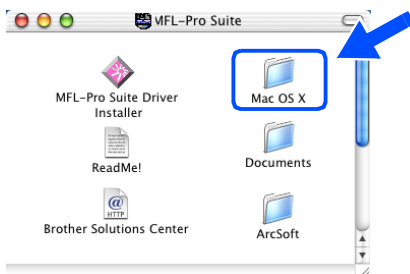 MFL-Pro Suite
MFL-Pro Suite Driver
Installer
Mac OS X
ReadMe!
Documents
@
HTTP
Brother Solutions Center
ArcSoft